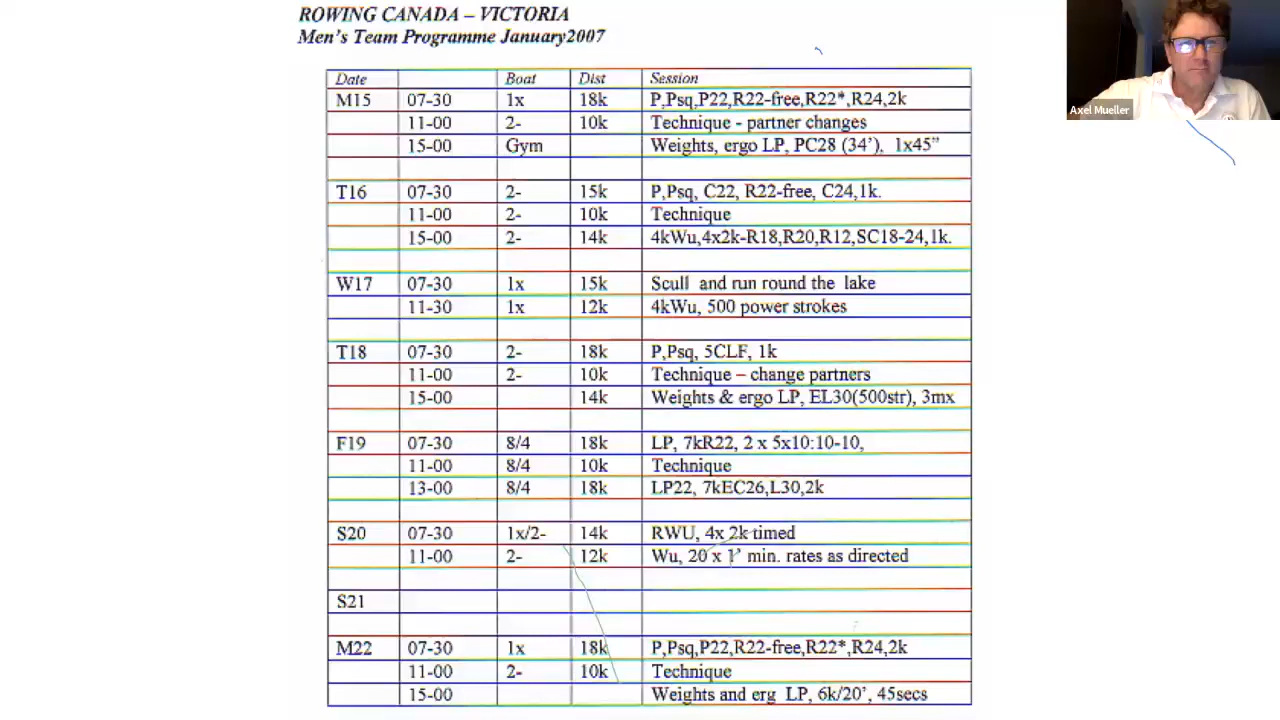 ROWING CANADA – VICTORIA
Men's Team Programme January2007
Date Boat Dist Session
M15 07-30 1x 18k P,Psq,P22,R22-free,R22*,R24,2k
11-00 2- 10k Technique - partner changes
15-00 Gym Weights, ergo LP, PC28 (34'), 1x45"
T16 07-30 2- 15k P,Psq, C22, R22-free, C24,1k.
11-00 2- 10k Technique
15-00 2- 14k 4kWu,4x2k-R18,R20,R12,SC18-24,1k.
W17 07-30 1x 15k Scull and run round the lake
11-30 1x 12k 4kWu, 500 power strokes
T18 07-30 2- 18k P,Psq, 5CLF, 1k
11-00 2- 10k Technique – change partners
15-00 14k Weights & ergo LP, EL30(500str), 3mx
F19 07-30 8/4 18k LP, 7kR22, 2 x 5x10:10-10,
11-00 8/4 10k Technique
13-00 8/4 18k LP22, 7kEC26,L30,2k
S20 07-30 1x/2- 14k RWU, 4x 2k timed
11-00 2- 12k Wu, 20 x 1' min. rates as directed
S21
M22 07-30 1x 18k P,Psq,P22,R22-free,R22*,R24,2k
11-00 2- 10k Technique
15-00 Weights and erg LP, 6k/20', 45secs
Axel Mueller